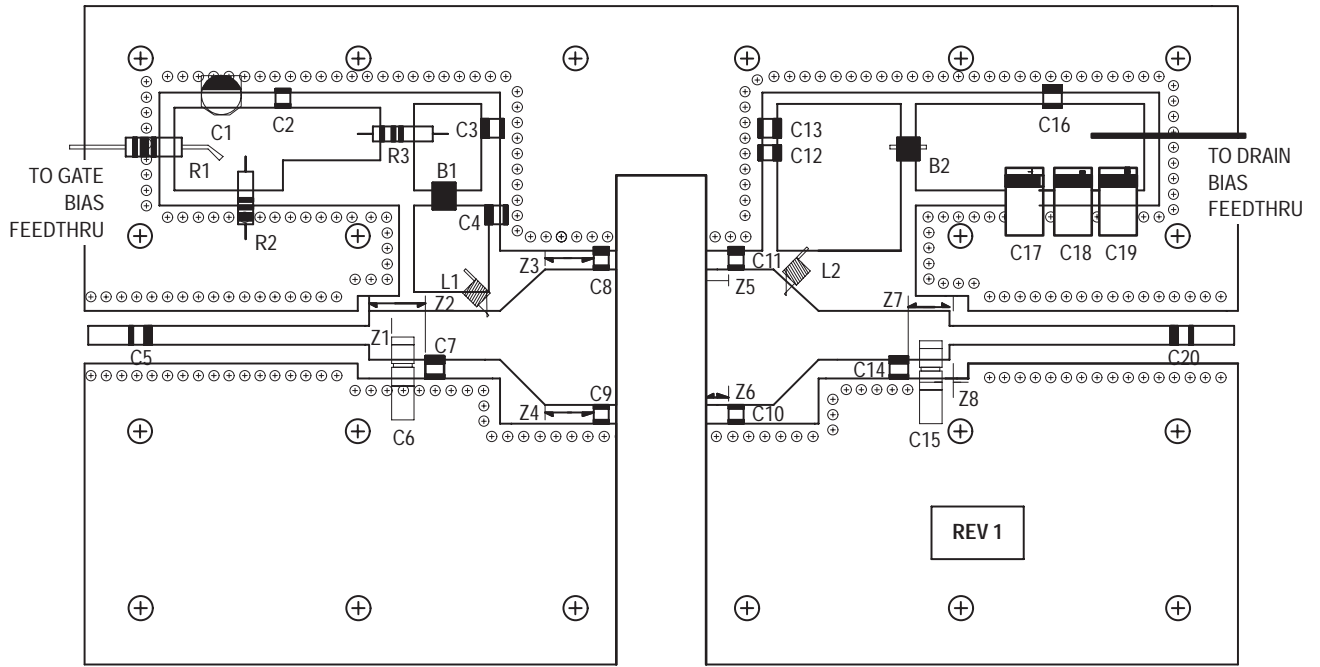 C1
C2
R3
C3
C13
C12
C16
B2
R1
B1
TO GATE
BIAS
FEEDTHRU
TO DRAIN
BIAS
FEEDTHRU
R2
C4
C17
C18
C19
Z3
C8
C11
L2
L1
Z2
Z5
Z7
Z1
C5
C7
C14
C20
C6
Z4
C9
Z6
C10
C15
Z8
REV 1